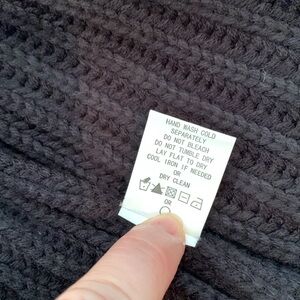 HAND WASH COLD
SEPARATELY
DO NOT BLEACH
DO NOT TUMBLE DRY
LAY FLAT TO DRY
COOL IRON IF NEEDED
OR
DRY CLEAN
OR